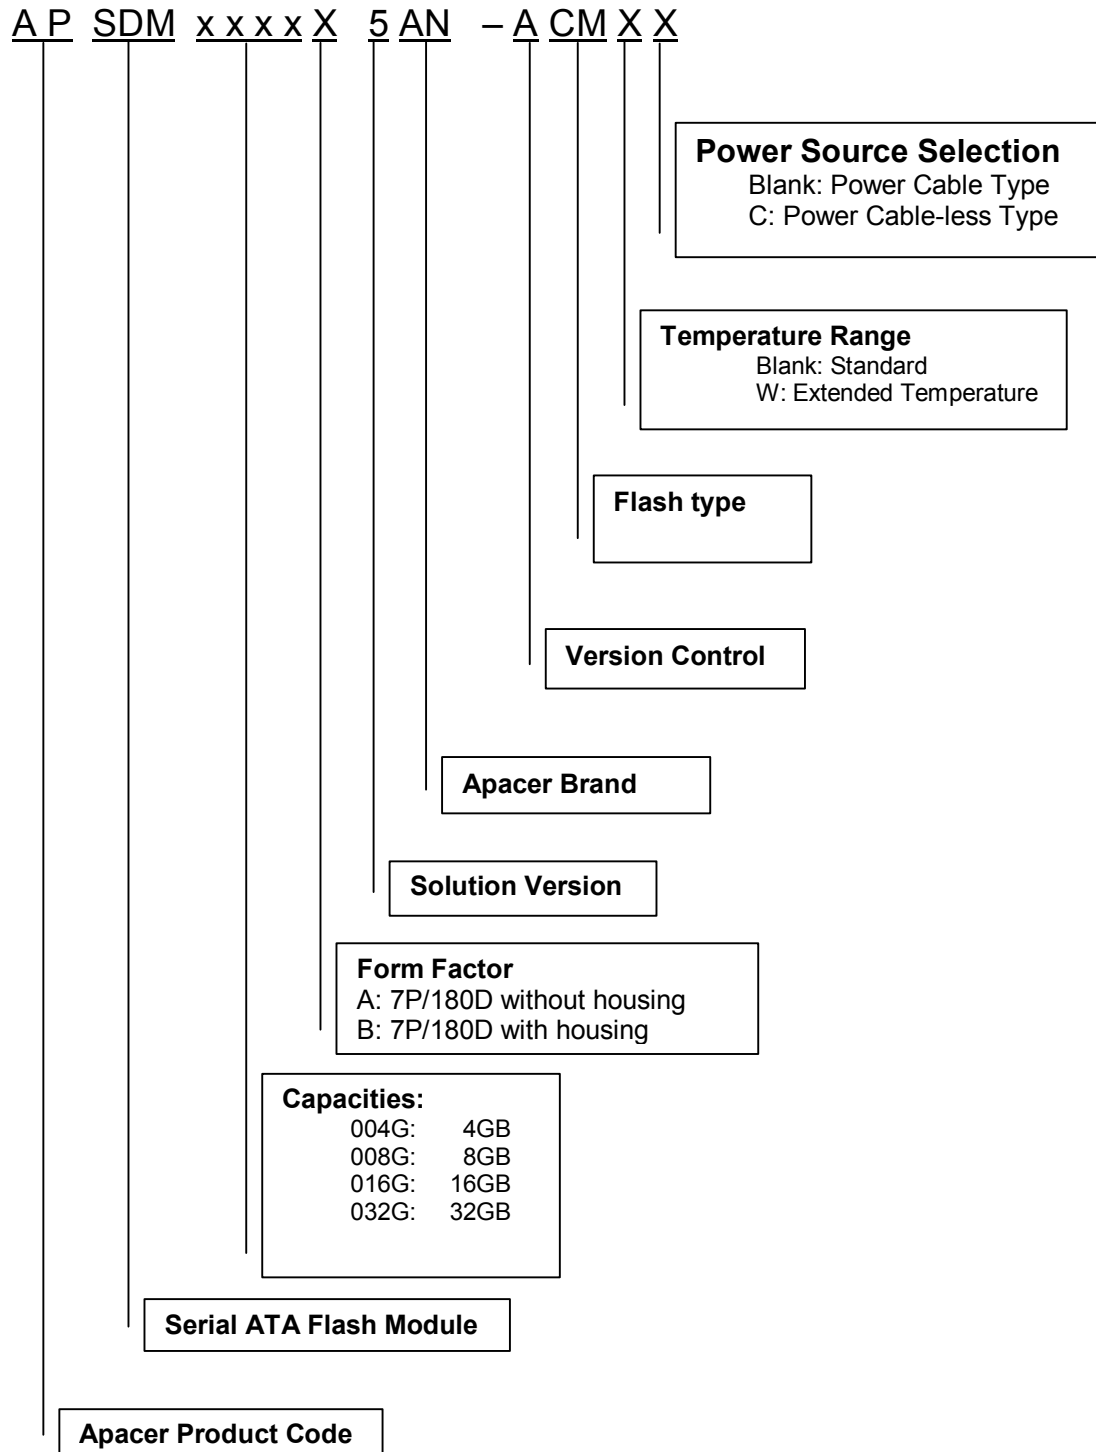 A P SDM x x x x X 5 AN – A CM X X
Power Source Selection
Blank: Power Cable Type
C: Power Cable-less Type
Temperature Range
Blank: Standard
W: Extended Temperature
Flash type
Version Control
Apacer Brand
Solution Version
Form Factor
A: 7P/180D without housing
B: 7P/180D with housing
Capacities:
004G: 4GB
008G: 8GB
016G: 16GB
032G: 32GB
Serial ATA Flash Module
Apacer Product Code